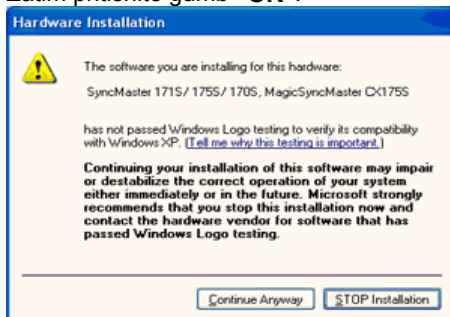 Zatim pritisnite gumb "OK".
Hardware Installation
The software you are installing for this hardware:
SyncMaster 171S/ 175S/ 170S, MagicSyncMaster CX175S
has not passed Windows Logo testing to verify its compatibility
with Windows XP. (Tell me why this testing is important.)
Continuing your installation of this software may impair
or destabilize the correct operation of your system
either immediately or in the future. Microsoft strongly
recommends that you stop this installation now and
contact the hardware vendor for software that has
passed Windows Logo testing.
Continue Anyway
STOP Installation